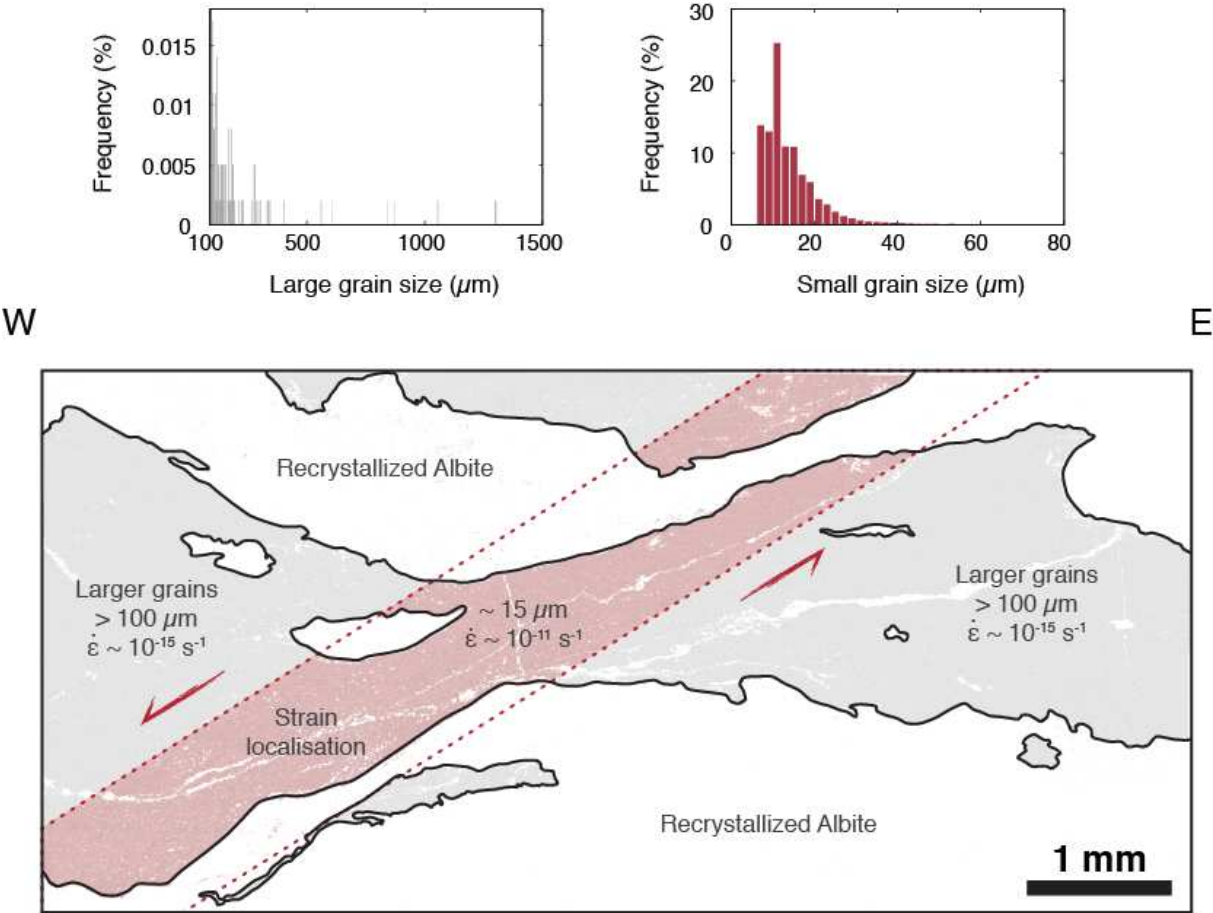 0.015
0.01
0.005
0
100
500
1000
1500
Frequency (%)
Large grain size (µm)
30
20
10
0
0
20
40
60
80
Frequency (%)
Small grain size (µm)
W
E
Recrystallized Albite
Larger grains
> 100 µm
ε̇ ~ 10⁻¹⁵ s⁻¹
~ 15 µm
ε̇ ~ 10⁻¹¹ s⁻¹
Larger grains
> 100 µm
ε̇ ~ 10⁻¹⁵ s⁻¹
Strain
localisation
Recrystallized Albite
1 mm